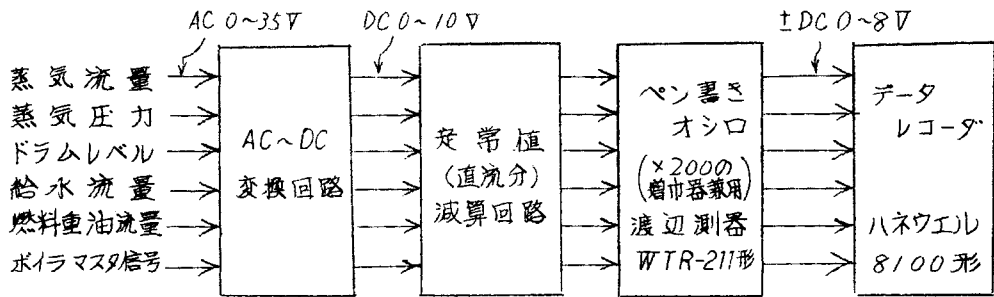 AC 0~35V
DC 0~10V
±DC 0~8V
蒸気流量
蒸気圧力
ドラムレベル
給水流量
燃料重油流量
ボイラマスタ信号
AC~DC
変換回路
定常値
(直流分)
減算回路
ペン書き
オシロ
(×200の
増巾器兼用)
渡辺測器
WTR-211形
データ
レコーダ
ハネウエル
8100形